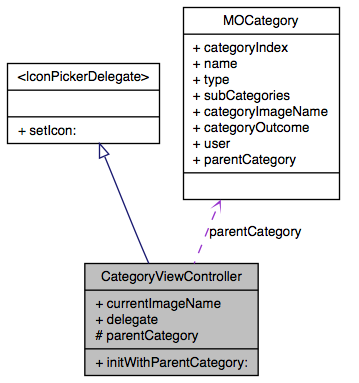 MOCategory
+ categoryIndex
+ name
+ type
+ subCategories
+ categoryImageName
+ categoryOutcome
+ user
+ parentCategory
<IconPickerDelegate>
+ setIcon:
parentCategory
CategoryViewController
+ currentImageName
+ delegate
# parentCategory
+ initWithParentCategory: